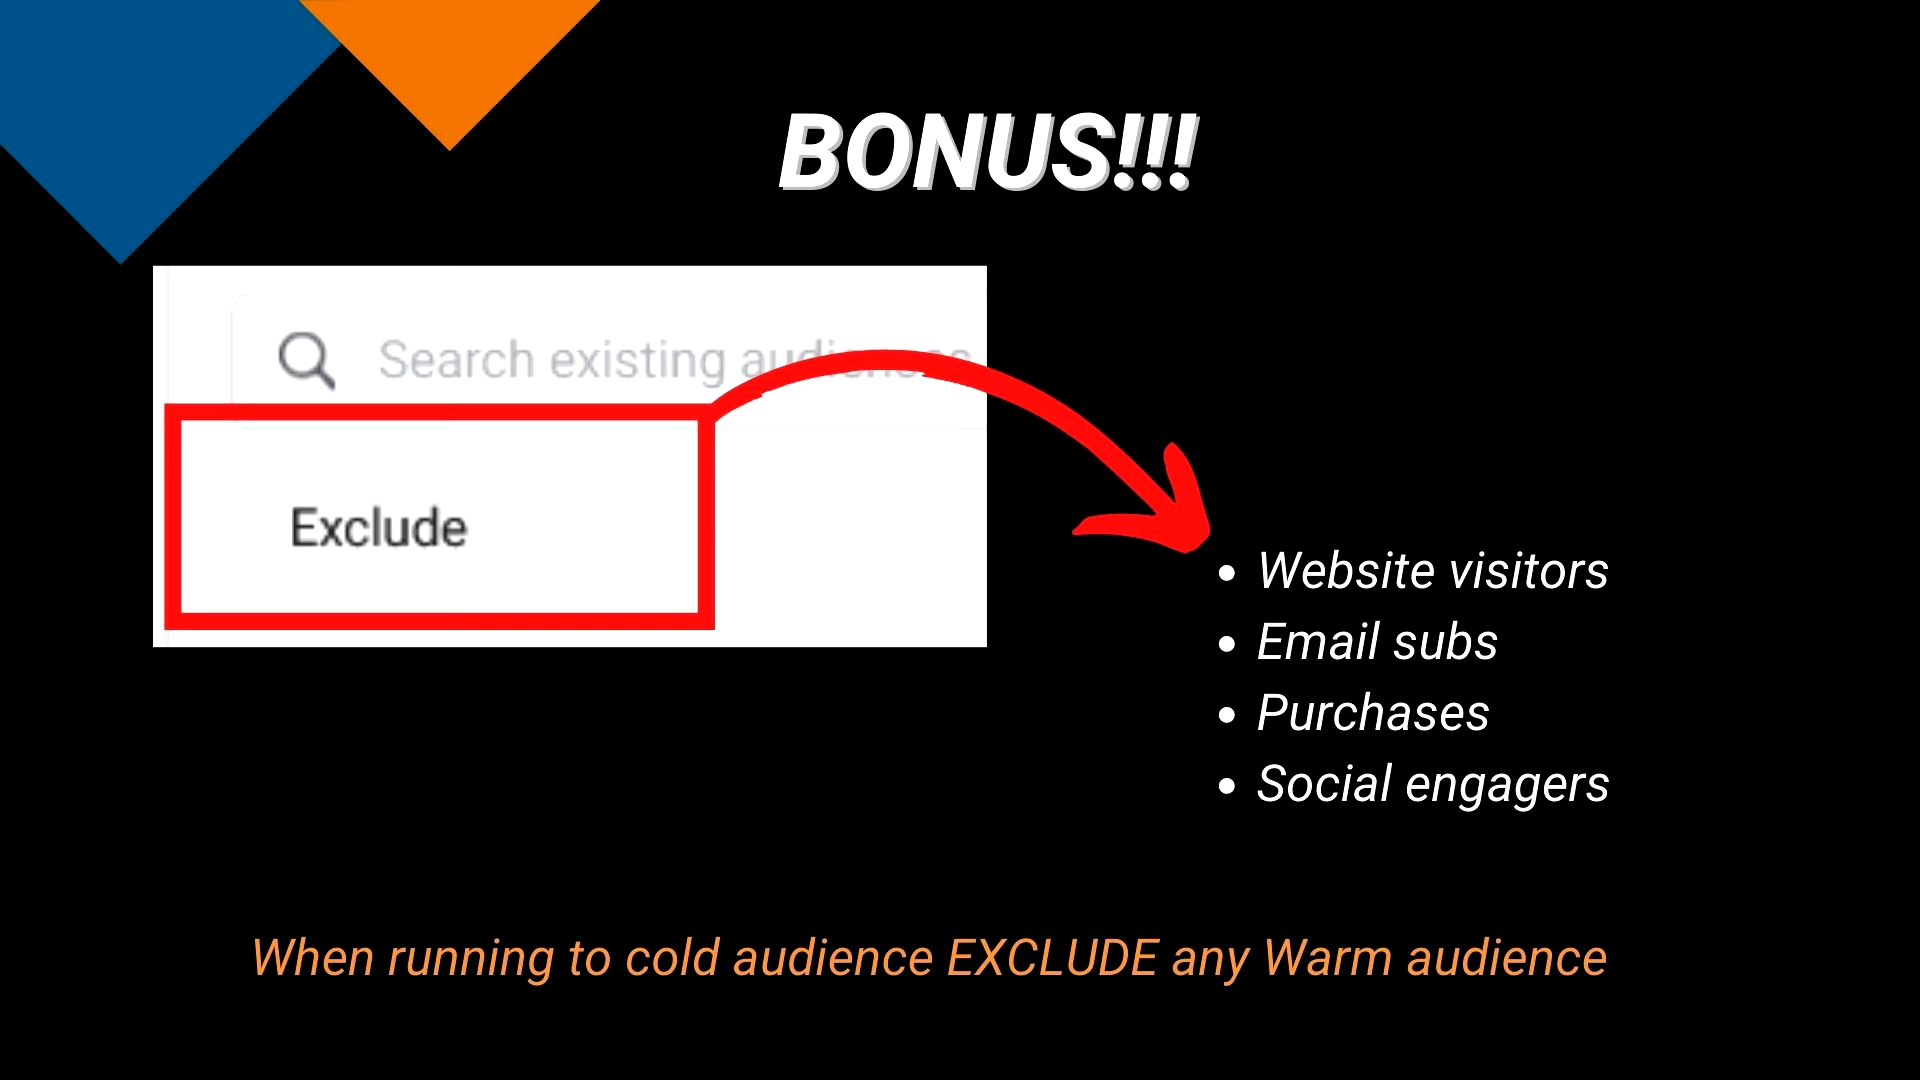 BONUS!!!
Search existing audiences
Exclude
Website visitors
Email subs
Purchases
Social engagers
When running to cold audience EXCLUDE any Warm audience